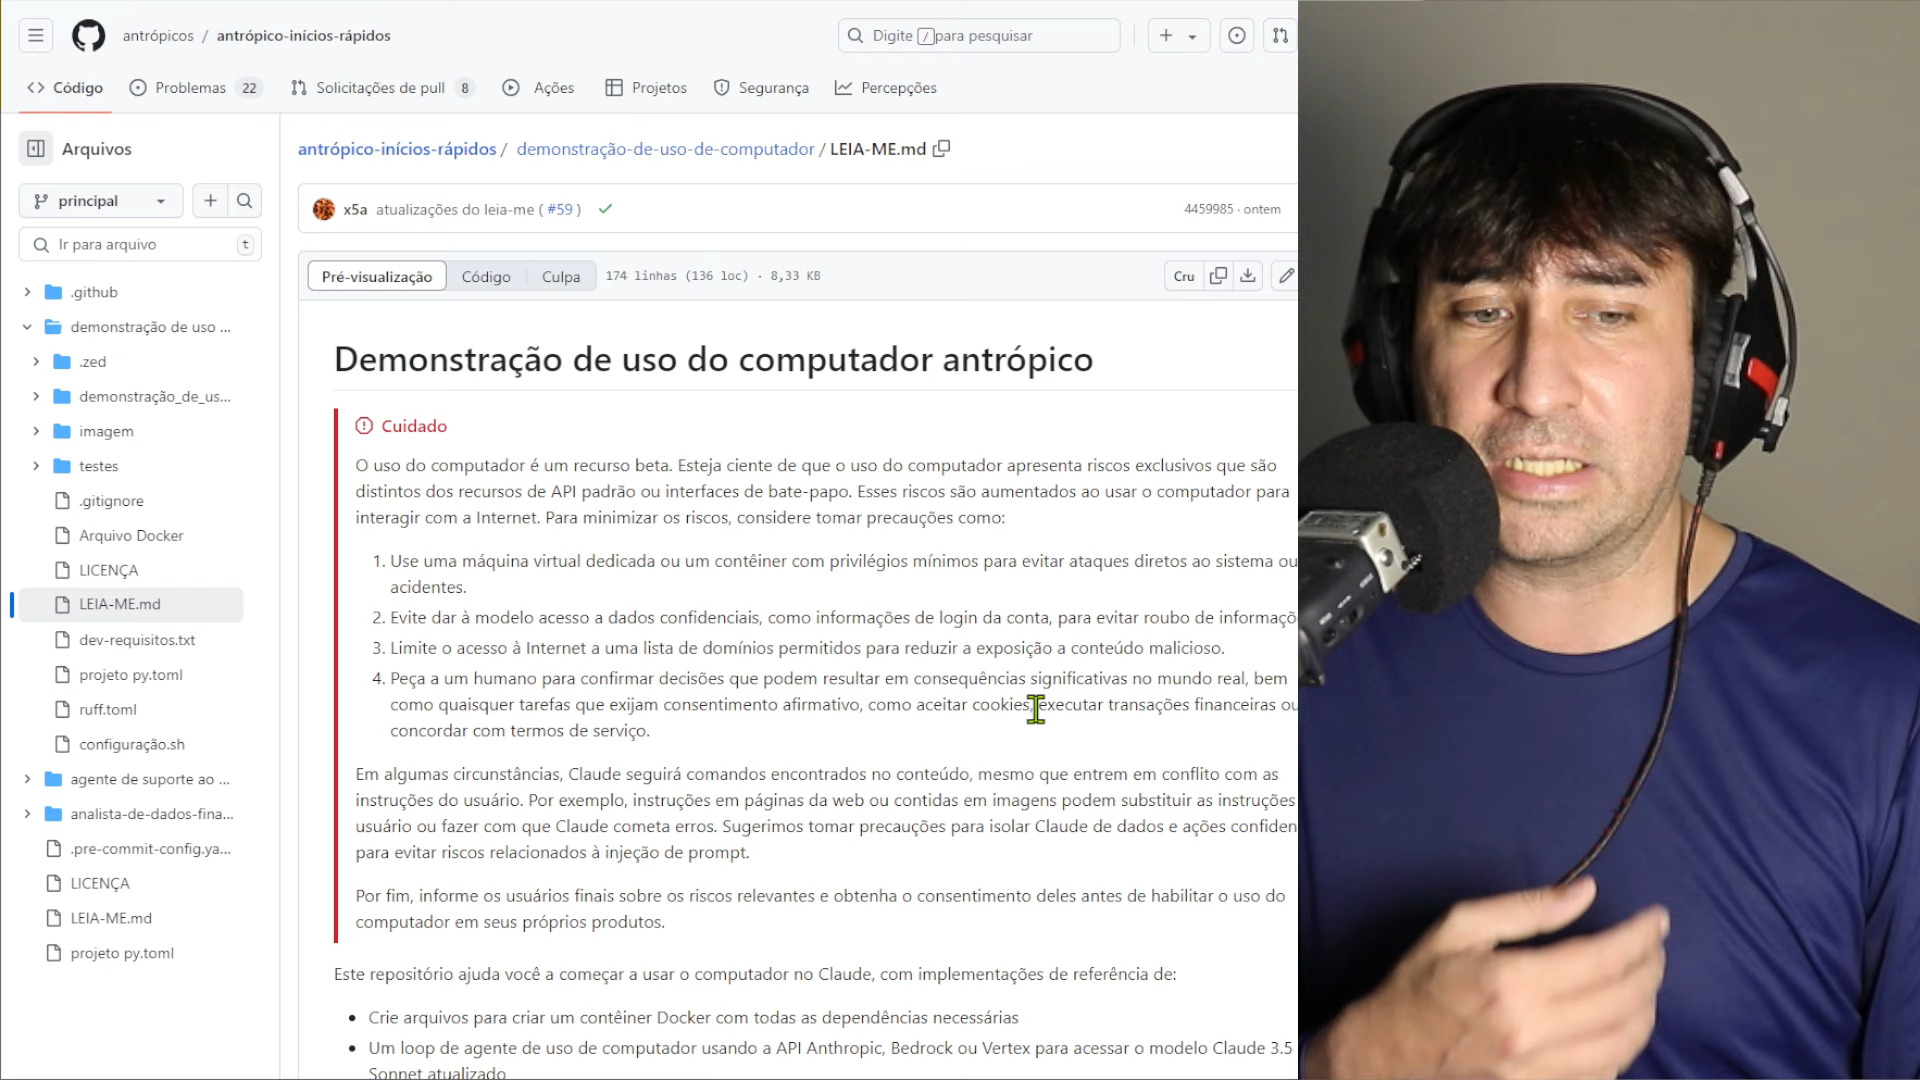 antrópicos / antrópico-inícios-rápidos
Digite / para pesquisar
Código
Problemas 22
Solicitações de pull 8
Ações
Projetos
Segurança
Percepções
Arquivos
principal
Ir para arquivo t
.github
demonstração de uso ...
.zed
demonstração_de_us...
imagem
testes
.gitignore
Arquivo Docker
LICENÇA
LEIA-ME.md
dev-requisitos.txt
projeto py.toml
ruff.toml
configuração.sh
agente de suporte ao ...
analista-de-dados-fina...
.pre-commit-config.ya...
LICENÇA
LEIA-ME.md
projeto py.toml
antrópico-inícios-rápidos / demonstração-de-uso-de-computador / LEIA-ME.md
x5a atualizações do leia-me ( #59 )
4459985 · ontem
Pré-visualização Código Culpa 174 linhas (136 loc) · 8,33 KB
Cru
Demonstração de uso do computador antrópico
Cuidado
O uso do computador é um recurso beta. Esteja ciente de que o uso do computador apresenta riscos exclusivos que são
distintos dos recursos de API padrão ou interfaces de bate-papo. Esses riscos são aumentados ao usar o computador para
interagir com a Internet. Para minimizar os riscos, considere tomar precauções como:
1. Use uma máquina virtual dedicada ou um contêiner com privilégios mínimos para evitar ataques diretos ao sistema ou
acidentes.
2. Evite dar à modelo acesso a dados confidenciais, como informações de login da conta, para evitar roubo de informaçõ
3. Limite o acesso à Internet a uma lista de domínios permitidos para reduzir a exposição a conteúdo malicioso.
4. Peça a um humano para confirmar decisões que podem resultar em consequências significativas no mundo real, bem
como quaisquer tarefas que exijam consentimento afirmativo, como aceitar cookies, executar transações financeiras ou
concordar com termos de serviço.
Em algumas circunstâncias, Claude seguirá comandos encontrados no conteúdo, mesmo que entrem em conflito com as
instruções do usuário. Por exemplo, instruções em páginas da web ou contidas em imagens podem substituir as instruções
usuário ou fazer com que Claude cometa erros. Sugerimos tomar precauções para isolar Claude de dados e ações confiden
para evitar riscos relacionados à injeção de prompt.
Por fim, informe os usuários finais sobre os riscos relevantes e obtenha o consentimento deles antes de habilitar o uso do
computador em seus próprios produtos.
Este repositório ajuda você a começar a usar o computador no Claude, com implementações de referência de:
• Crie arquivos para criar um contêiner Docker com todas as dependências necessárias
• Um loop de agente de uso de computador usando a API Anthropic, Bedrock ou Vertex para acessar o modelo Claude 3.5
Sonnet atualizado